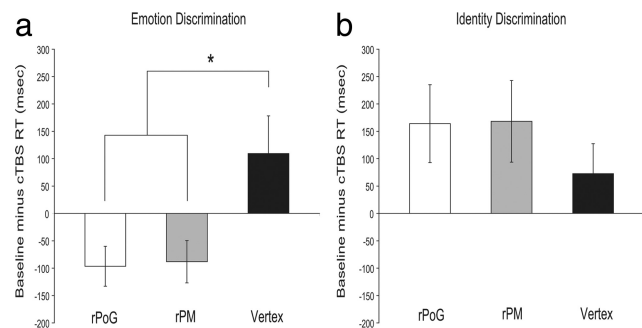 a
Emotion Discrimination
Baseline minus cTBS RT (msec)
300
250
200
150
100
50
0
-50
-100
-150
-200
*
rPoG rPM Vertex
b
Identity Discrimination
Baseline minus cTBS RT (msec)
300
250
200
150
100
50
0
-50
-100
-150
-200
rPoG rPM Vertex